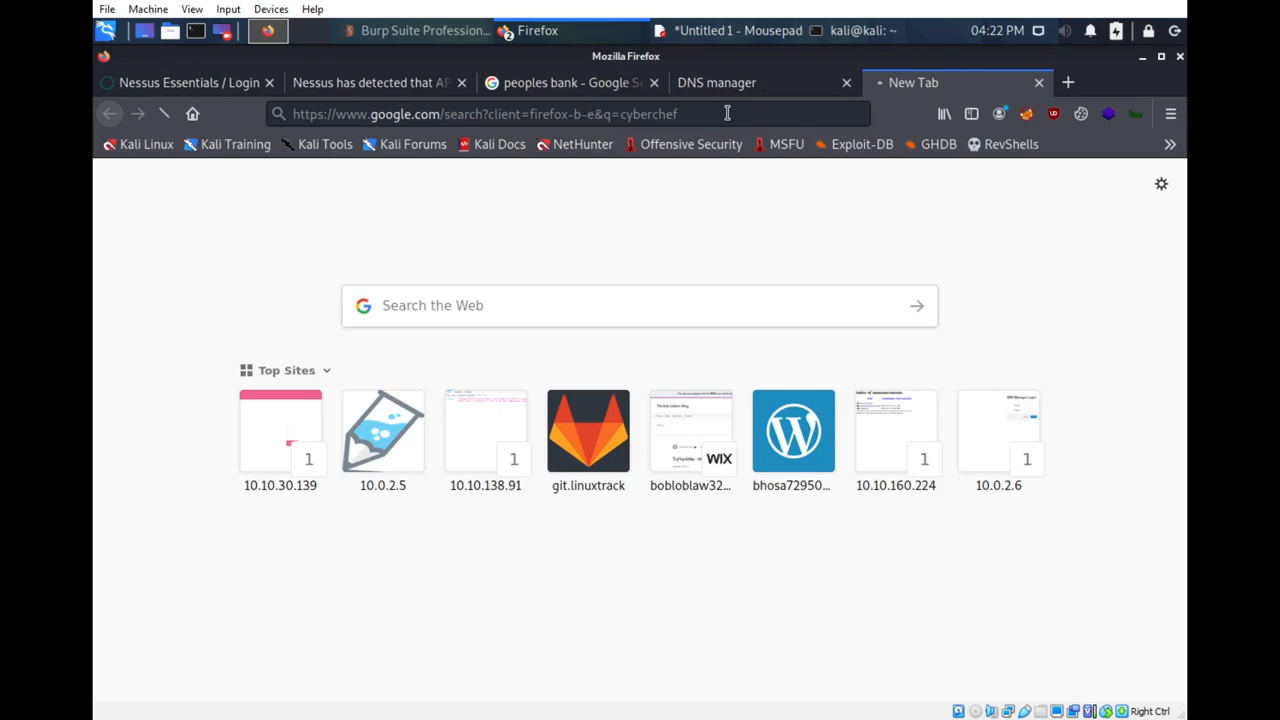 File Machine View Input Devices Help
Burp Suite Profession... Firefox *Untitled 1 - Mousepad kali@kali: ~ 04:22 PM
2
Mozilla Firefox
Nessus Essentials / Login Nessus has detected that AP peoples bank - Google Se DNS manager New Tab
https://www.google.com/search?client=firefox-b-e&q=cyberchef
Kali Linux Kali Training Kali Tools Kali Forums Kali Docs NetHunter Offensive Security MSFU Exploit-DB GHDB RevShells
Search the Web
Top Sites
1 1 WIX 1 1
10.10.30.139 10.0.2.5 10.10.138.91 git.linuxtrack bobloblaw32... bhosa72950... 10.10.160.224 10.0.2.6
Right Ctrl